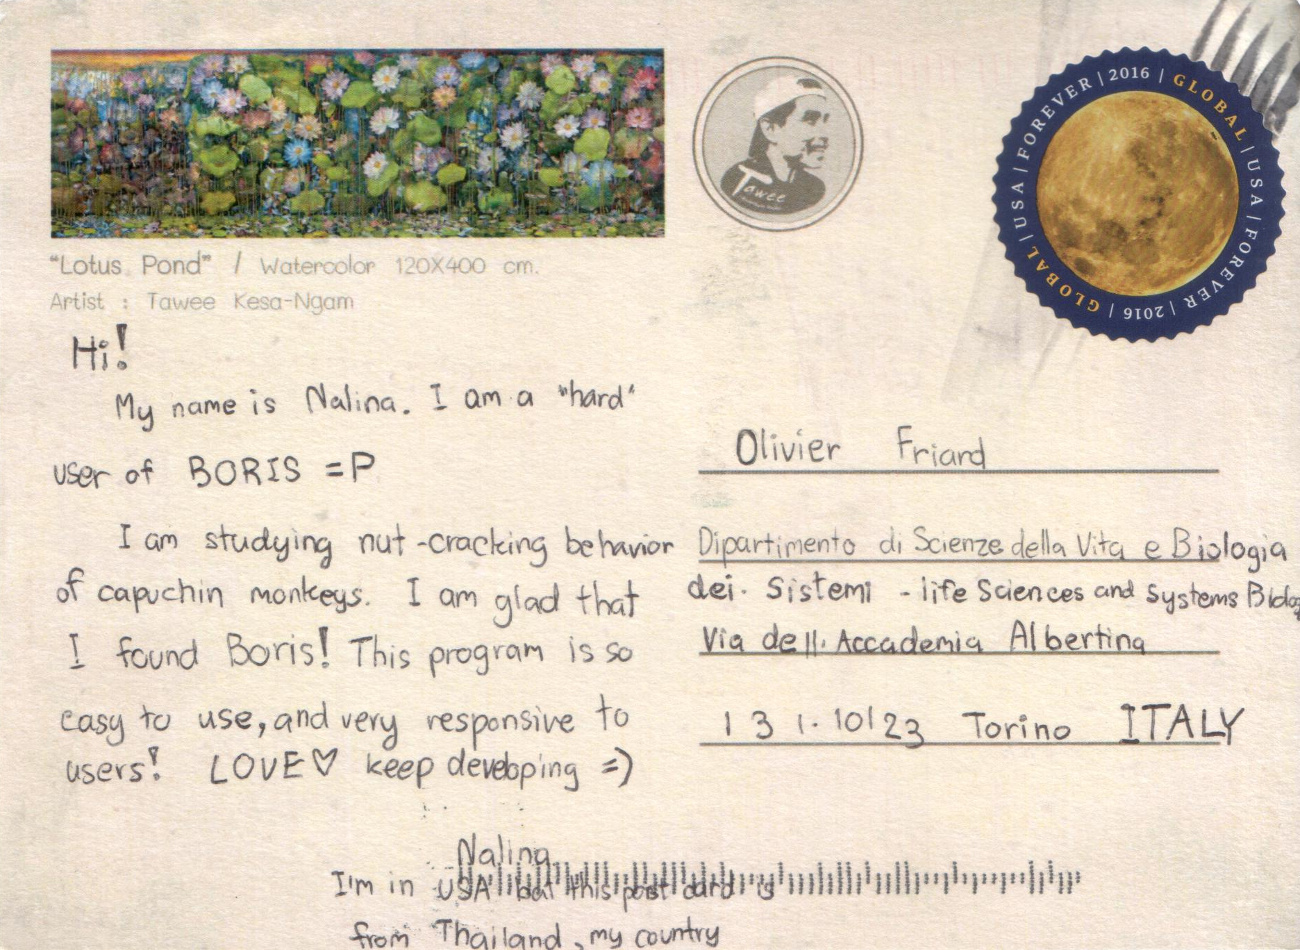 "Lotus Pond" / Watercolor 120X400 cm.
Artist : Tawee Kesa-Ngam
Tawee
GLOBAL | USA | FOREVER | 2016 | GLOBAL | USA | FOREVER | 2016 |
Hi!
My name is Nalina. I am a "hard"
user of BORIS =P
I am studying nut-cracking behavior
of capuchin monkeys. I am glad that
I found Boris! This program is so
easy to use, and very responsive to
users! LOVE♡ keep developing =)
Nalina
I'm in USA but this post card is
from Thailand, my country
Olivier Friard
Dipartimento di Scienze della Vita e Biologia
dei. Sistemi - life Sciences and Systems Biolog
Via dell. Accademia Albertina
1 3 1. 10123 Torino ITALY